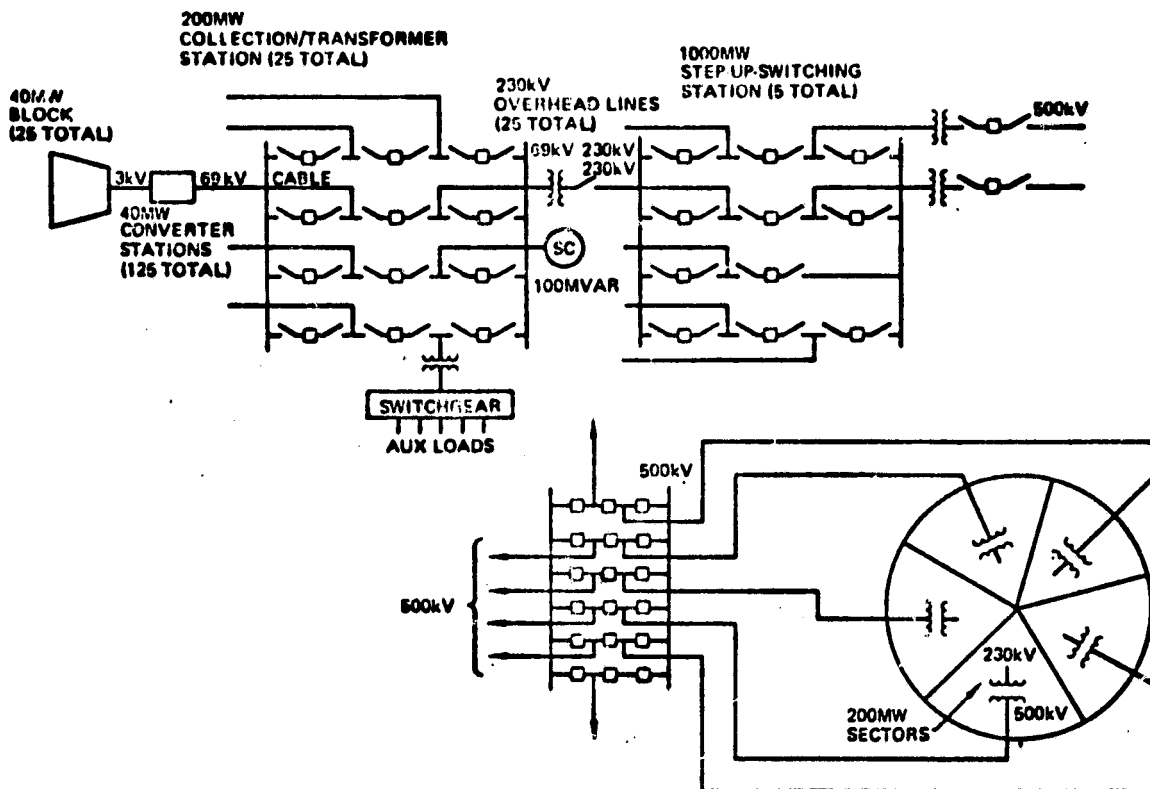 200MW
COLLECTION/TRANSFORMER
STATION (25 TOTAL)
1000MW
STEP UP-SWITCHING
STATION (5 TOTAL)
230kV
OVERHEAD LINES
(25 TOTAL)
40MW
BLOCK
(25 TOTAL)
500kV
69kV
230kV
230kV
3kV
69kV
CABLE
40MW
CONVERTER
STATIONS
(125 TOTAL)
SC
100MVAR
SWITCHGEAR
AUX LOADS
500kV
500kV
230kV
500kV
200MW
SECTORS